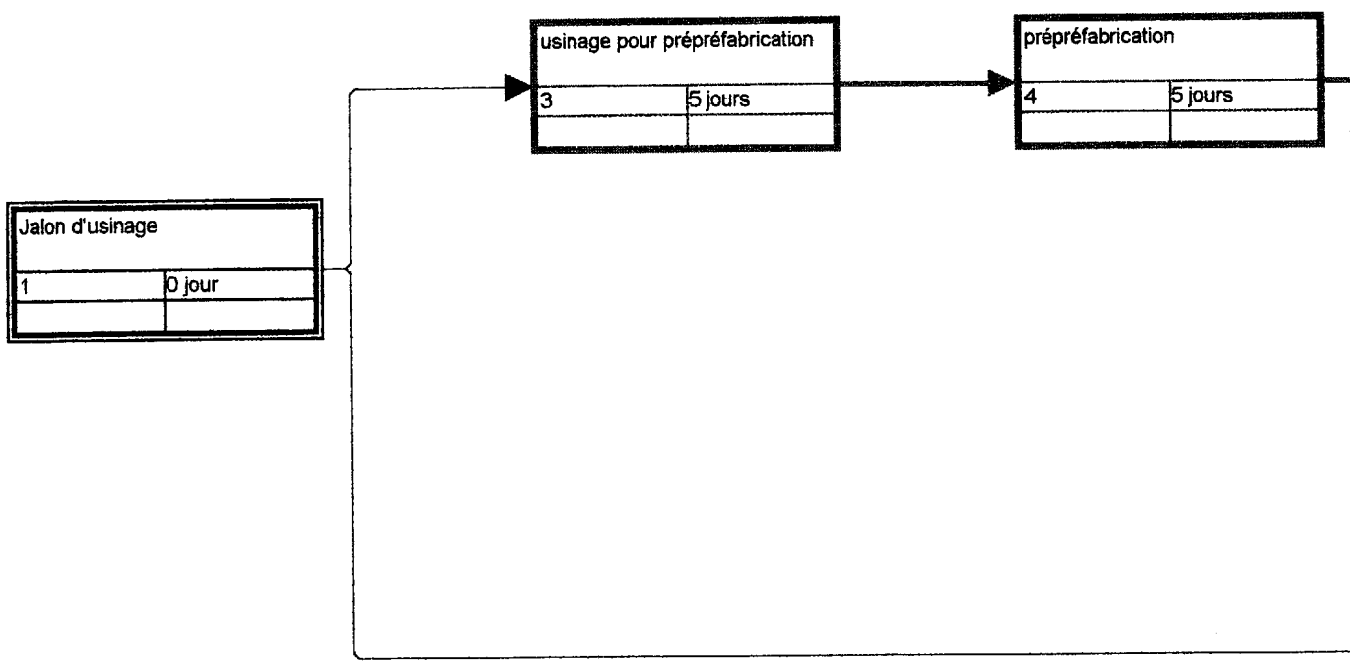 usinage pour prépréfabrication
3 5 jours
prépréfabrication
4 5 jours
Jalon d'usinage
1 0 jour